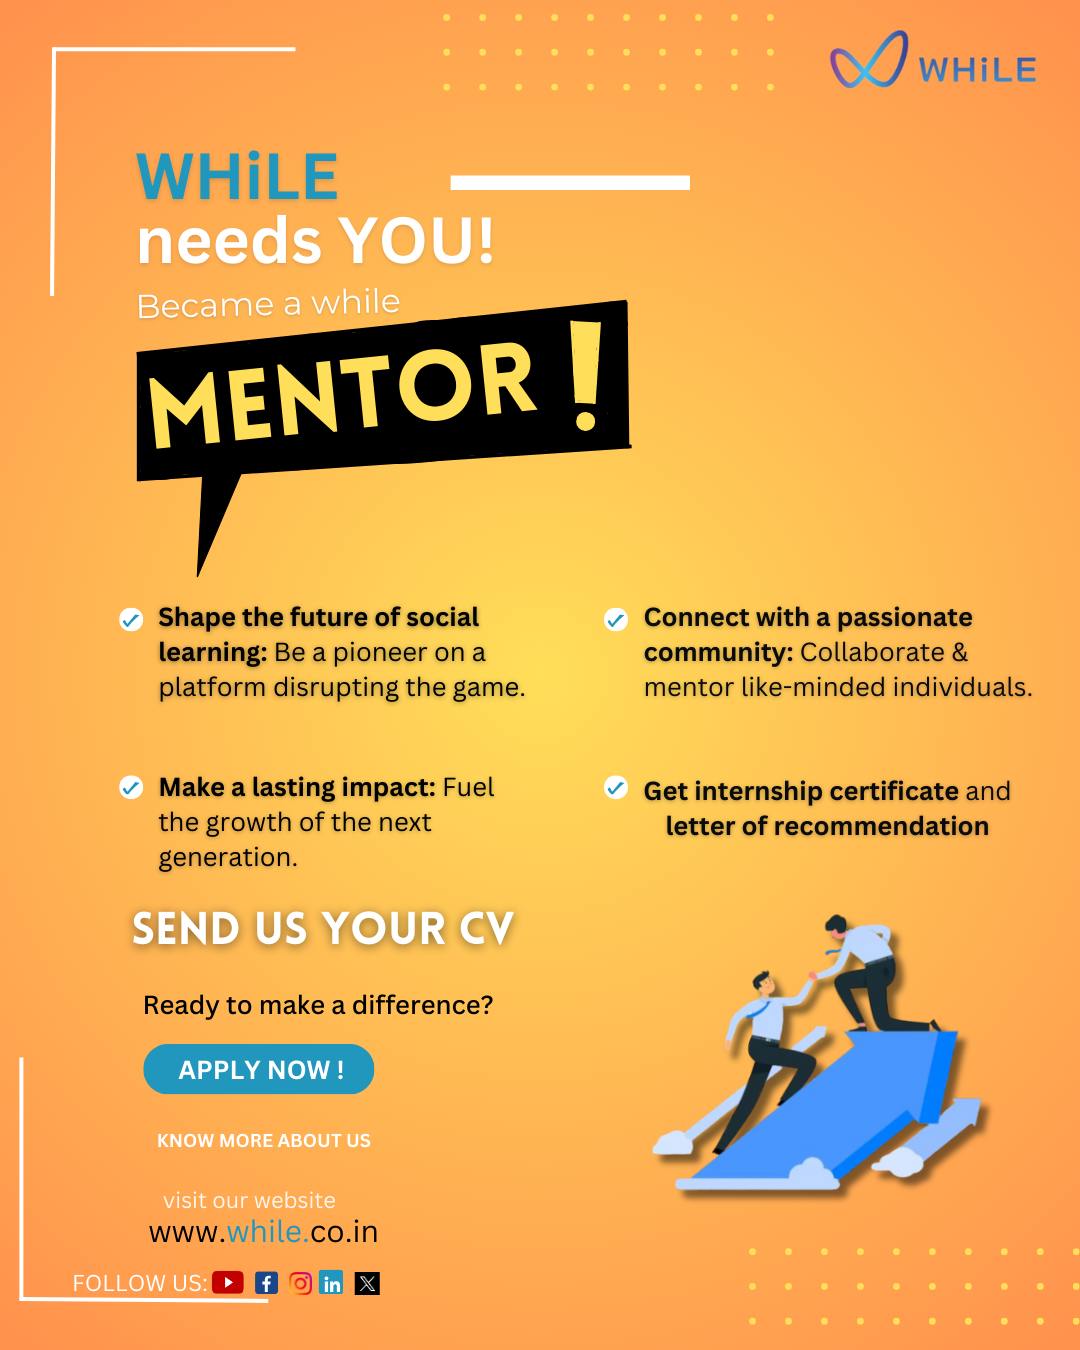 WHiLE
WHiLE
needs YOU!
Became a while
MENTOR !
Shape the future of social
learning: Be a pioneer on a
platform disrupting the game.
Connect with a passionate
community: Collaborate &
mentor like-minded individuals.
Make a lasting impact: Fuel
the growth of the next
generation.
Get internship certificate and
letter of recommendation
SEND US YOUR CV
Ready to make a difference?
APPLY NOW !
KNOW MORE ABOUT US
visit our website
www.while.co.in
FOLLOW US: